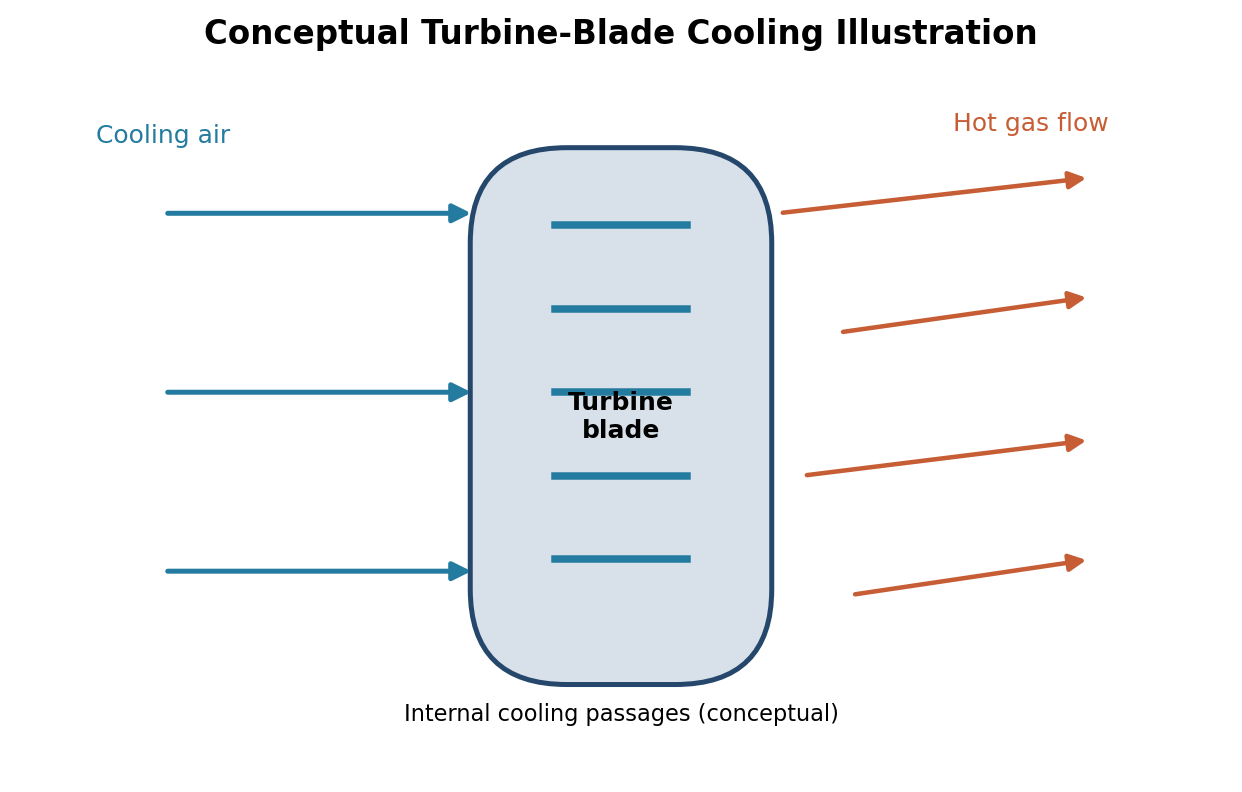 Conceptual Turbine-Blade Cooling Illustration
Cooling air
Hot gas flow
Turbine
blade
Internal cooling passages (conceptual)